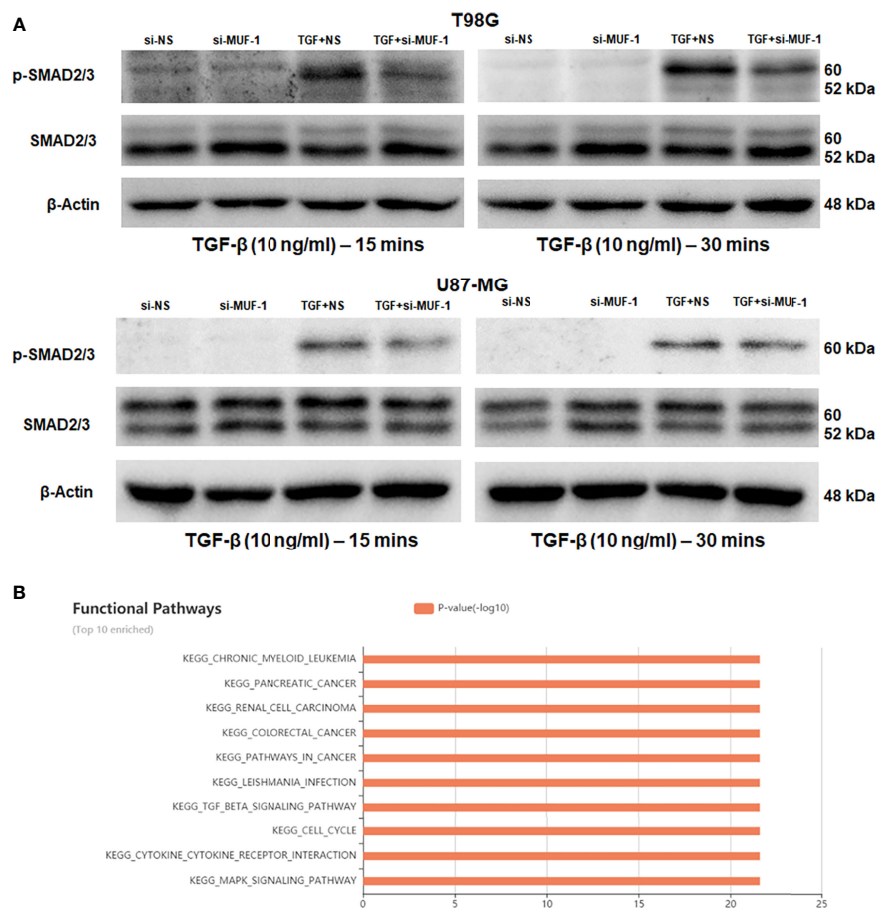 A
T98G
si-NS si-MUF-1 TGF+NS TGF+si-MUF-1 si-NS si-MUF-1 TGF+NS TGF+si-MUF-1
p-SMAD2/3
60
52 kDa
SMAD2/3
60
52 kDa
β-Actin
48 kDa
TGF-β (10 ng/ml) – 15 mins TGF-β (10 ng/ml) – 30 mins
U87-MG
si-NS si-MUF-1 TGF+NS TGF+si-MUF-1 si-NS si-MUF-1 TGF+NS TGF+si-MUF-1
p-SMAD2/3
60 kDa
SMAD2/3
60
52 kDa
β-Actin
48 kDa
TGF-β (10 ng/ml) – 15 mins TGF-β (10 ng/ml) – 30 mins
B
Functional Pathways
P-value(-log10)
(Top 10 enriched)
KEGG_CHRONIC_MYELOID_LEUKEMIA
KEGG_PANCREATIC_CANCER
KEGG_RENAL_CELL_CARCINOMA
KEGG_COLORECTAL_CANCER
KEGG_PATHWAYS_IN_CANCER
KEGG_LEISHMANIA_INFECTION
KEGG_TGF_BETA_SIGNALING_PATHWAY
KEGG_CELL_CYCLE
KEGG_CYTOKINE_CYTOKINE_RECEPTOR_INTERACTION
KEGG_MAPK_SIGNALING_PATHWAY
0 5 10 15 20 25